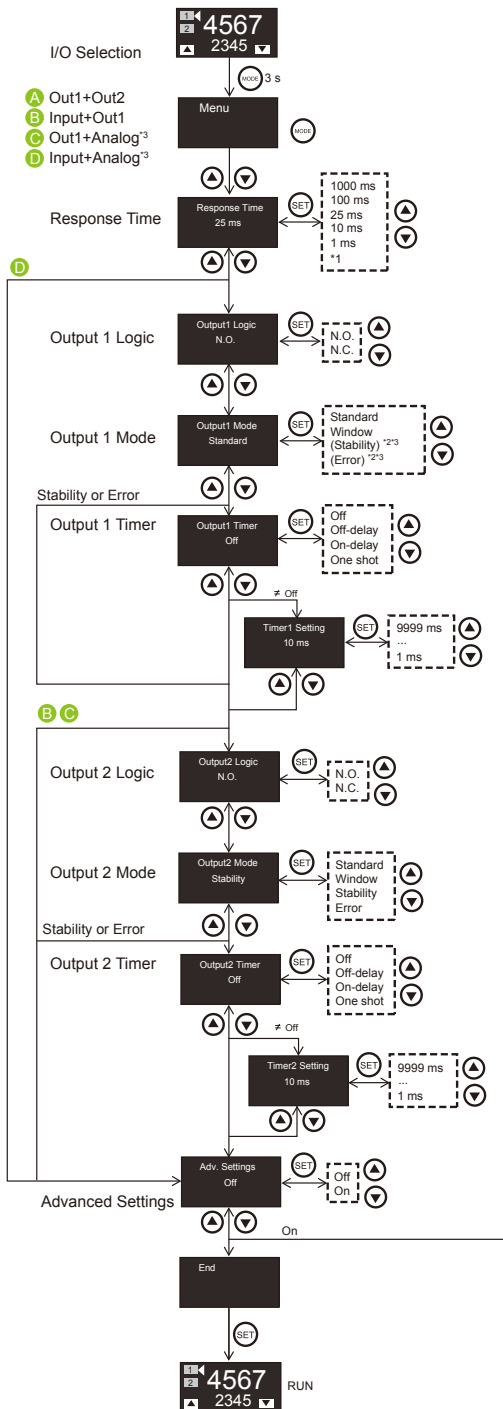 1
2
4567
2345
I/O Selection
MODE 3 s
A Out1+Out2
B Input+Out1
C Out1+Analog*3
D Input+Analog*3
Menu
MODE
Response Time
Response Time
25 ms
SET
1000 ms
100 ms
25 ms
10 ms
1 ms
*1
D
Output 1 Logic
Output1 Logic
N.O.
SET
N.O.
N.C.
Output 1 Mode
Output1 Mode
Standard
SET
Standard
Window
(Stability) *2*3
(Error) *2*3
Stability or Error
Output 1 Timer
Output1 Timer
Off
SET
Off
Off-delay
On-delay
One shot
≠ Off
Timer1 Setting
10 ms
SET
9999 ms
...
1 ms
B C
Output 2 Logic
Output2 Logic
N.O.
SET
N.O.
N.C.
Output 2 Mode
Output2 Mode
Stability
SET
Standard
Window
Stability
Error
Stability or Error
Output 2 Timer
Output2 Timer
Off
SET
Off
Off-delay
On-delay
One shot
≠ Off
Timer2 Setting
10 ms
SET
9999 ms
...
1 ms
Advanced Settings
Adv. Settings
Off
SET
Off
On
On
End
SET
1
2
4567
2345
RUN